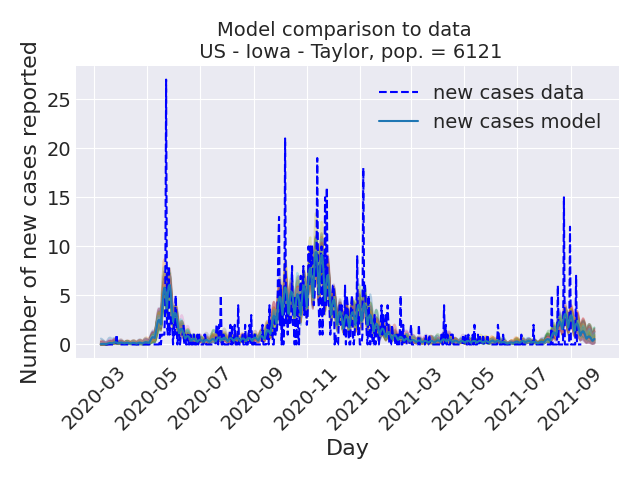 Model comparison to data
US - Iowa - Taylor, pop. = 6121
Number of new cases reported
25
20
15
10
5
0
new cases data
new cases model
2020-03
2020-05
2020-07
2020-09
2020-11
2021-01
2021-03
2021-05
2021-07
2021-09
Day